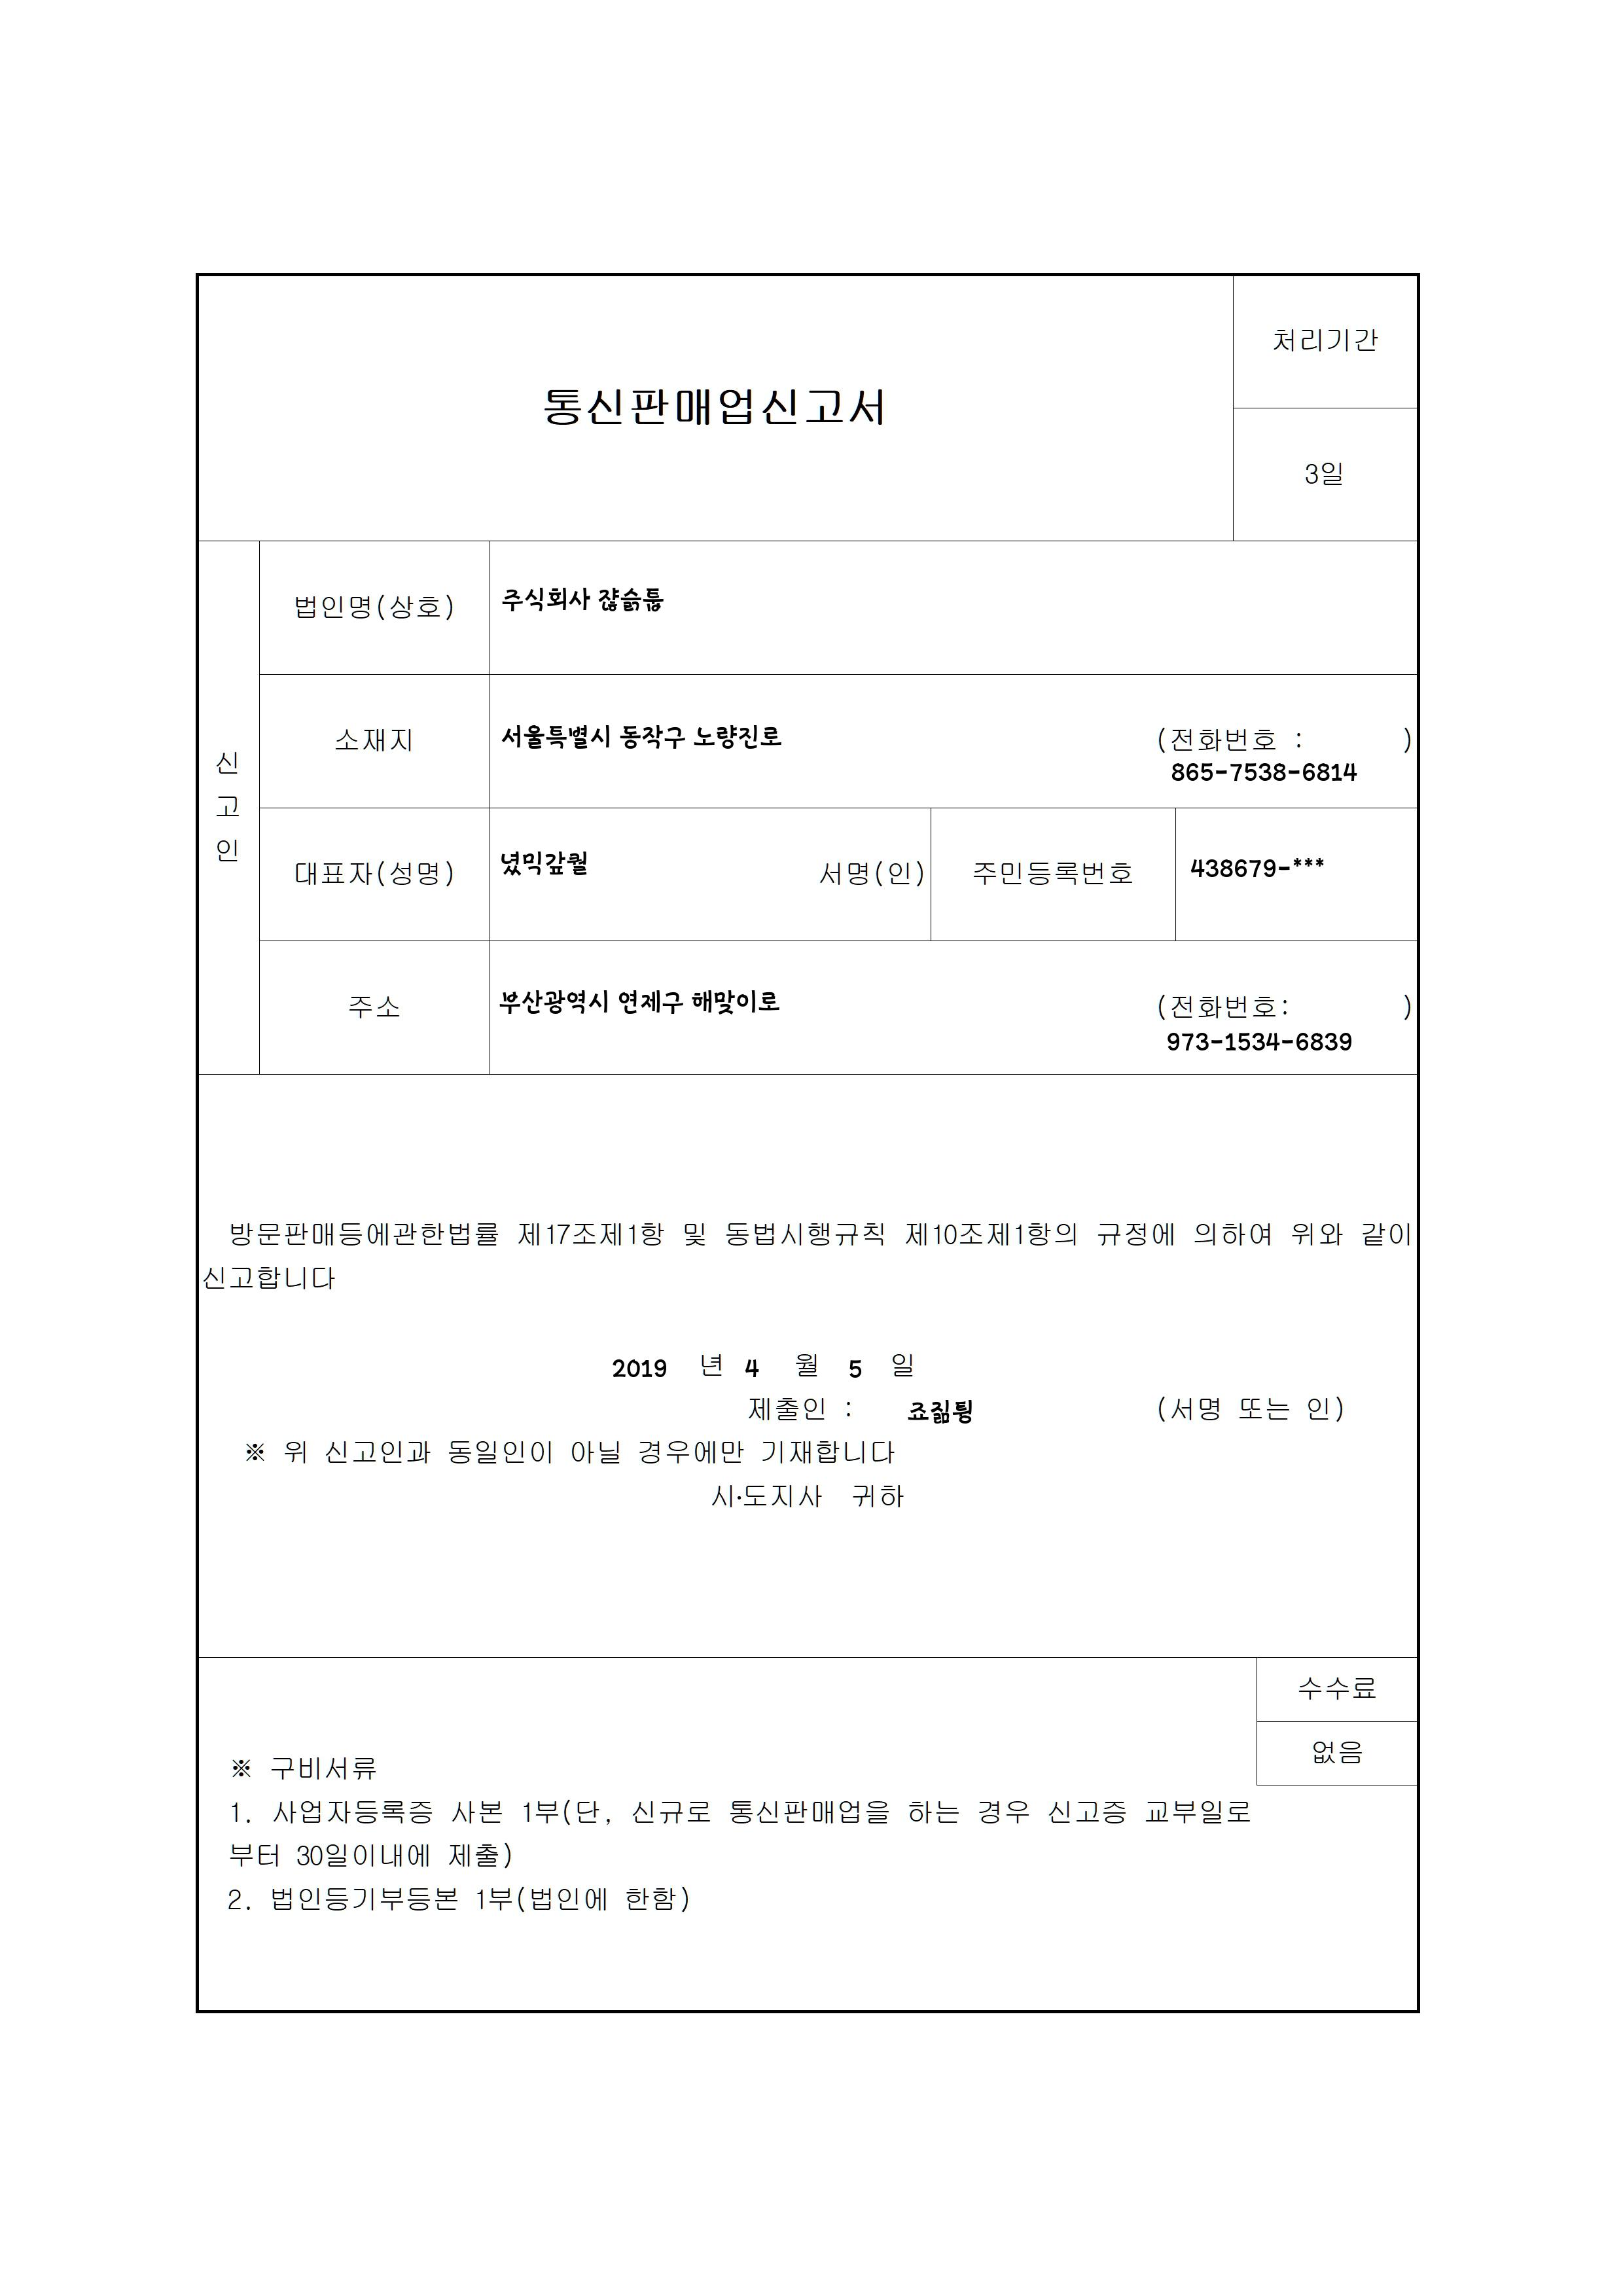 처리기간
통신판매업신고서
3일
법인명(상호) 주식회사
소재지 서울특별시 동작구 노량진로 (전화번호 : )
865-7538-6814
신
고
인
대표자(성명) 서명(인) 주민등록번호 438679-***
주소 부산광역시 연제구 해맞이로 (전화번호: )
973-1534-6839
방문판매등에관한법률 제17조제1항 및 동법시행규칙 제10조제1항의 규정에 의하여 위와 같이
신고합니다
2019 년 4 월 5 일
제출인 : (서명 또는 인)
※ 위 신고인과 동일인이 아닐 경우에만 기재합니다
시·도지사 귀하
수수료
없음
※ 구비서류
1. 사업자등록증 사본 1부(단, 신규로 통신판매업을 하는 경우 신고증 교부일로
부터 30일이내에 제출)
2. 법인등기부등본 1부(법인에 한함)